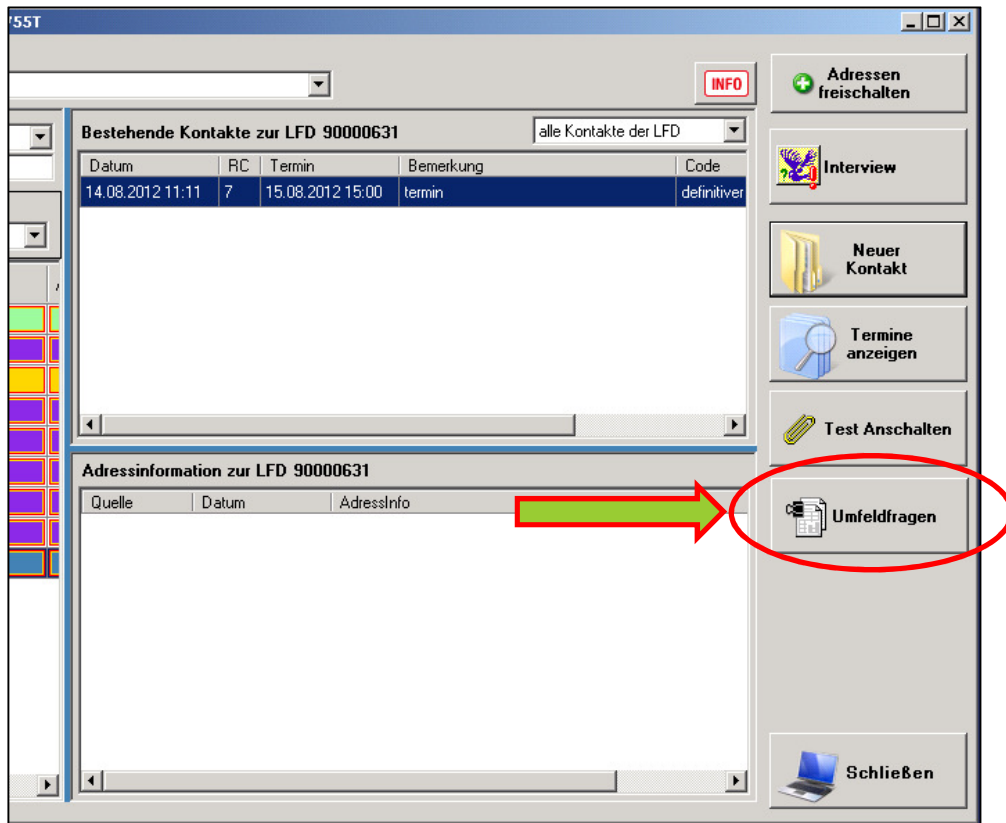 755T
INFO
Adressen
freischalten
Bestehende Kontakte zur LFD 90000631
alle Kontakte der LFD
Datum RC Termin Bemerkung Code
14.08.2012 11:11 7 15.08.2012 15:00 termin definitiver
Interview
Neuer
Kontakt
Termine
anzeigen
Test Anschalten
Adressinformation zur LFD 90000631
Quelle Datum AdressInfo
Umfeldfragen
Schließen